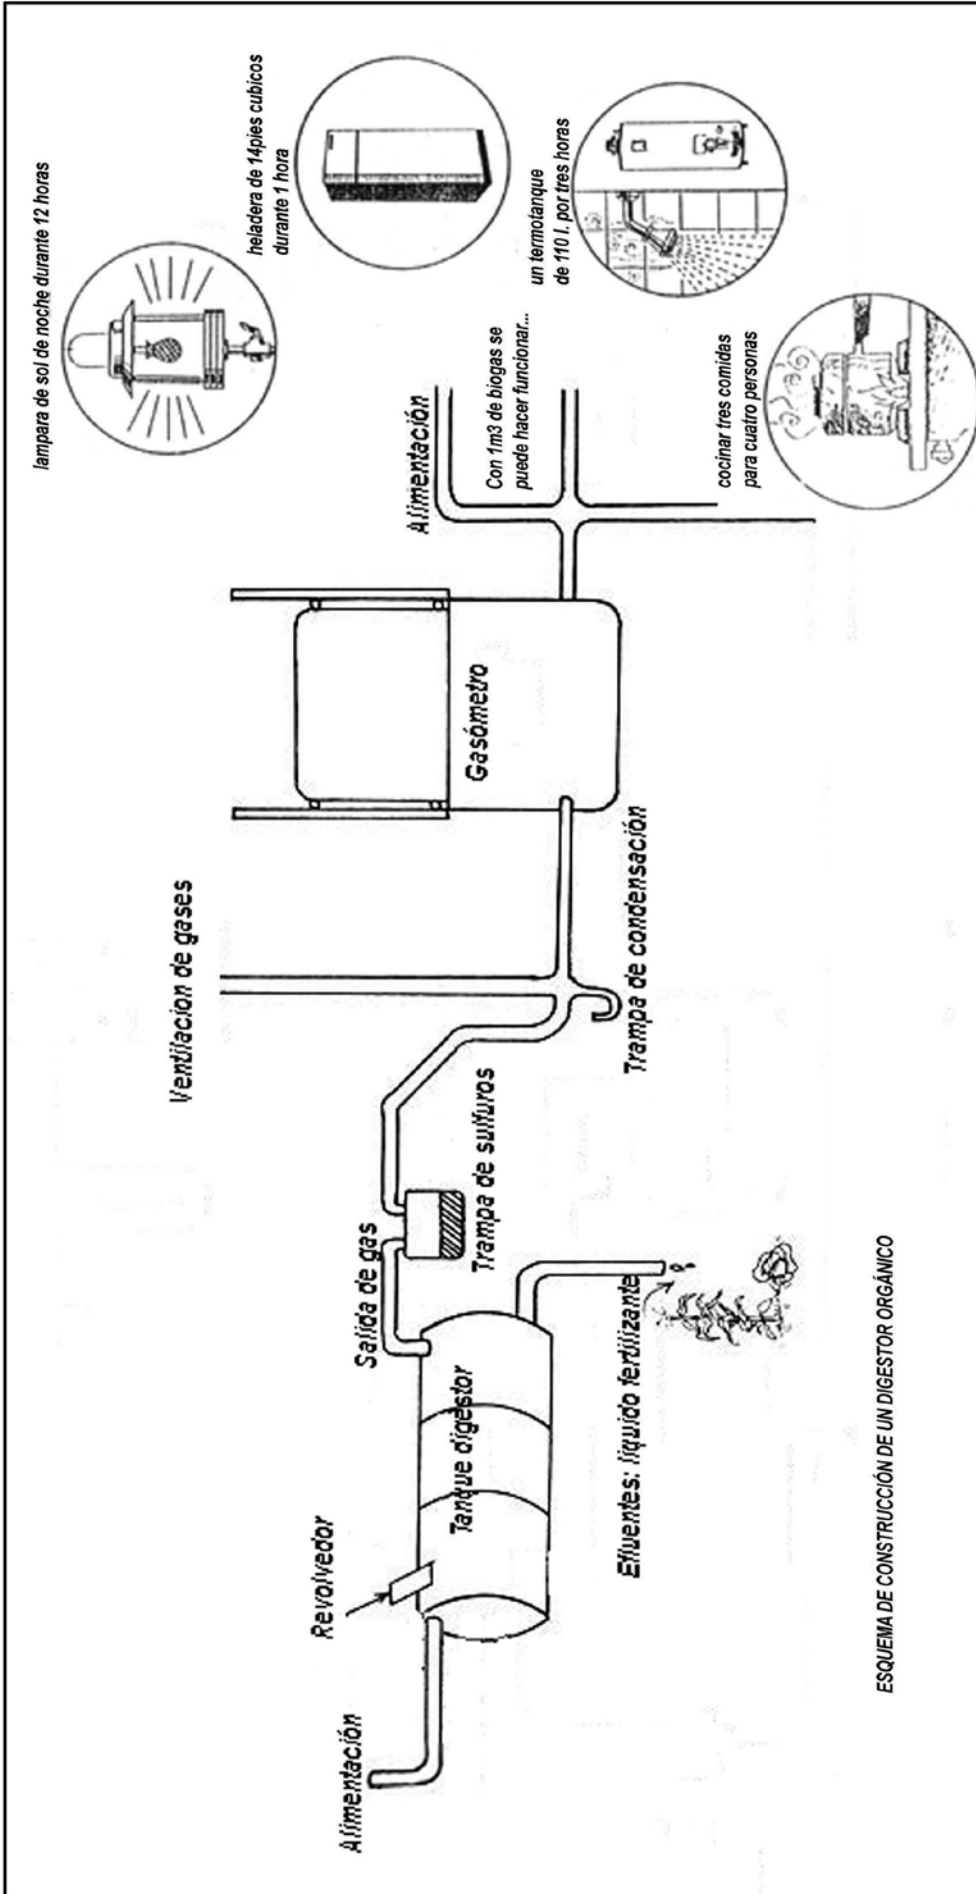 Alimentación
Revolvedor
Tanque digestor
Salida de gas
Trampa de sulfuros
Efluentes: líquido fertilizante
Ventilacion de gases
Trampa de condensación
Gasómetro
Alimentación
Con 1m3 de biogas se
puede hacer funcionar...
lampara de sol de noche durante 12 horas
heladera de 14pies cubicos
durante 1 hora
un termotanque
de 110 l. por tres horas
cocinar tres comidas
para cuatro personas
ESQUEMA DE CONSTRUCCIÓN DE UN DIGESTOR ORGÁNICO